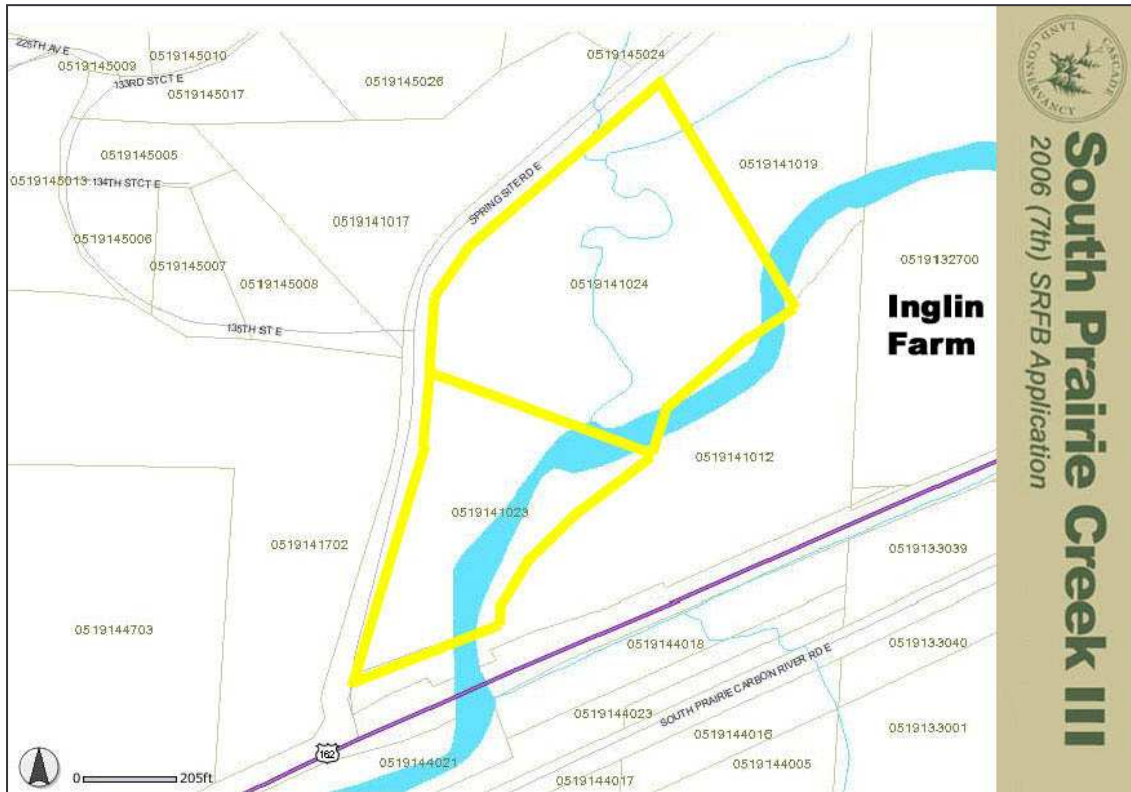 225TH AV E
0519145010
0519145009
133RD STCT E
0519145017
0519145026
0519145024
0519145005
0519141019
0519145013
134TH STCT E
SPRING SITE RD E
0519145006
0519141017
0519145007
0519145008
0519141024
0519132700
135TH ST E
Inglin
Farm
0519141012
0519141023
0519141702
0519133039
0519144703
0519144018
0519133040
SOUTH PRAIRIE CARBON RIVER RD E
0519144023
0519144016
0519133001
162
0519144021
0519144005
0519144017
0
205ft
CASCADE
LAND CONSERVANCY
South Prairie Creek III
2006 (7th) SRFB Application